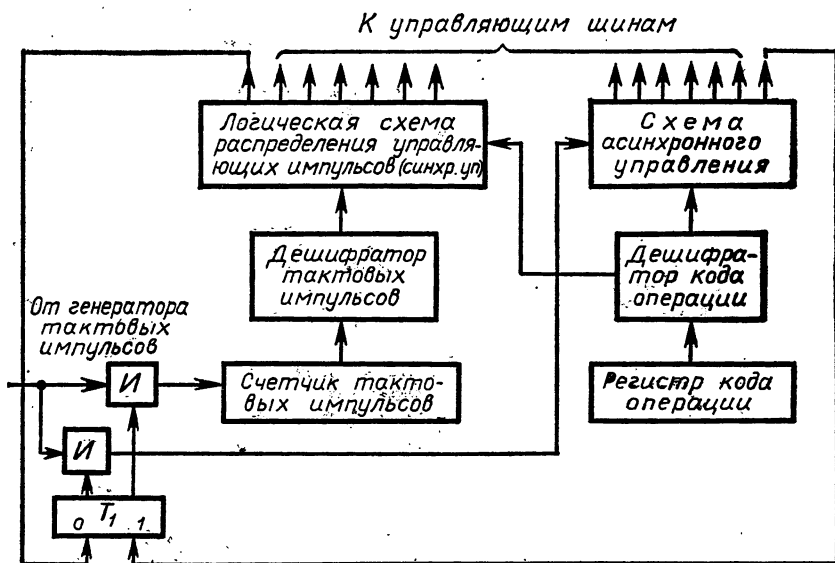 К управляющим шинам
Логическая схема
распределения управля-
ющих импульсов (синхр. уп)
Схема
асинхронного
управления
Дешифратор
тактовых
импульсов
Дешифра-
тор кода
операции
От генератора
тактовых
импульсов
И
Счетчик такто-
вых импульсов
Регистр кода
операции
И
0 T1 1